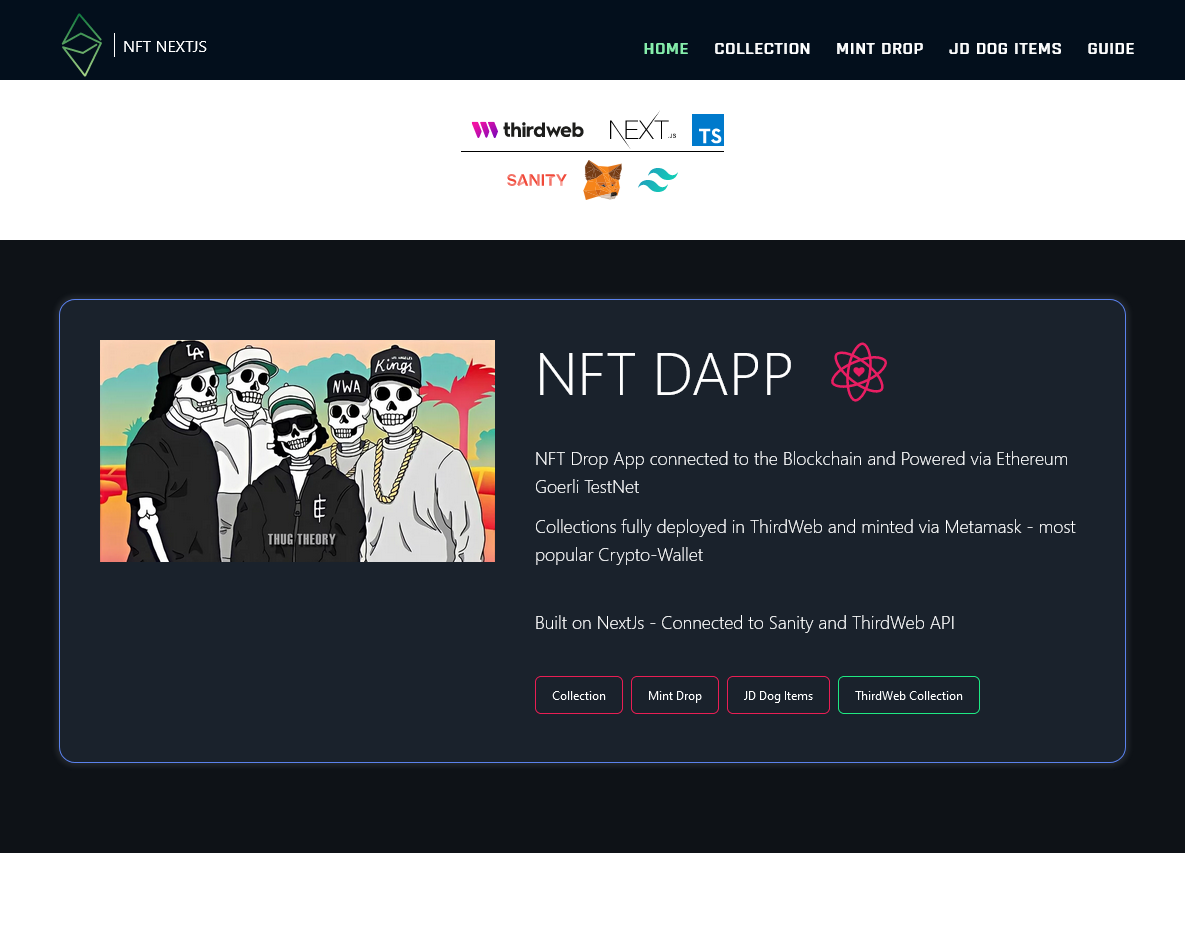 NFT NEXTJS
HOME COLLECTION MINT DROP JD DOG ITEMS GUIDE
thirdweb NEXT.JS TS
SANITY
NFT DAPP
LA
NWA
LOS ANGELES
Kings
THUG THEORY
NFT Drop App connected to the Blockchain and Powered via Ethereum
Goerli TestNet
Collections fully deployed in ThirdWeb and minted via Metamask - most
popular Crypto-Wallet
Built on NextJs - Connected to Sanity and ThirdWeb API
Collection Mint Drop JD Dog Items ThirdWeb Collection